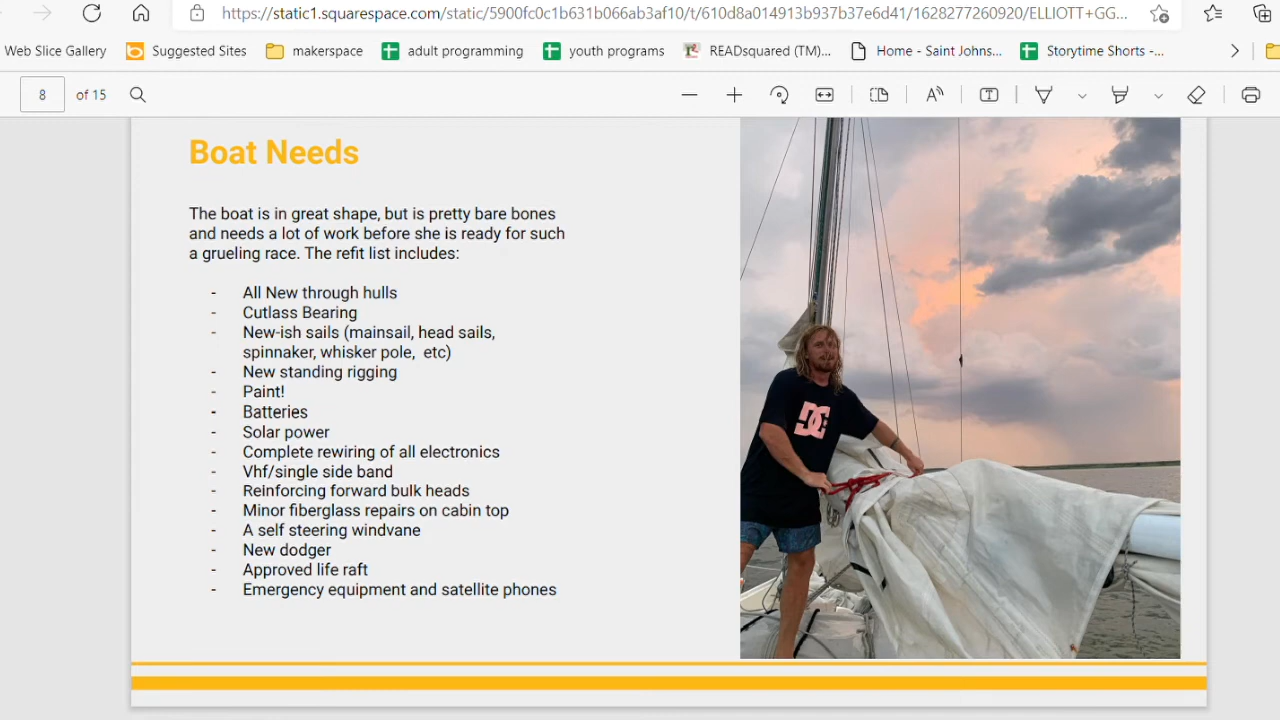 https://static1.squarespace.com/static/5900fc0c1b631b066ab3af10/t/610d8a014913b937b37e6d41/1628277260920/ELLIOTT+GG...
Web Slice Gallery Suggested Sites makerspace adult programming youth programs READsquared (TM)... Home - Saint Johns... Storytime Shorts -...
8 of 15
Boat Needs
The boat is in great shape, but is pretty bare bones
and needs a lot of work before she is ready for such
a grueling race. The refit list includes:
- All New through hulls
- Cutlass Bearing
- New-ish sails (mainsail, head sails,
spinnaker, whisker pole, etc)
- New standing rigging
- Paint!
- Batteries
- Solar power
- Complete rewiring of all electronics
- Vhf/single side band
- Reinforcing forward bulk heads
- Minor fiberglass repairs on cabin top
- A self steering windvane
- New dodger
- Approved life raft
- Emergency equipment and satellite phones
DC